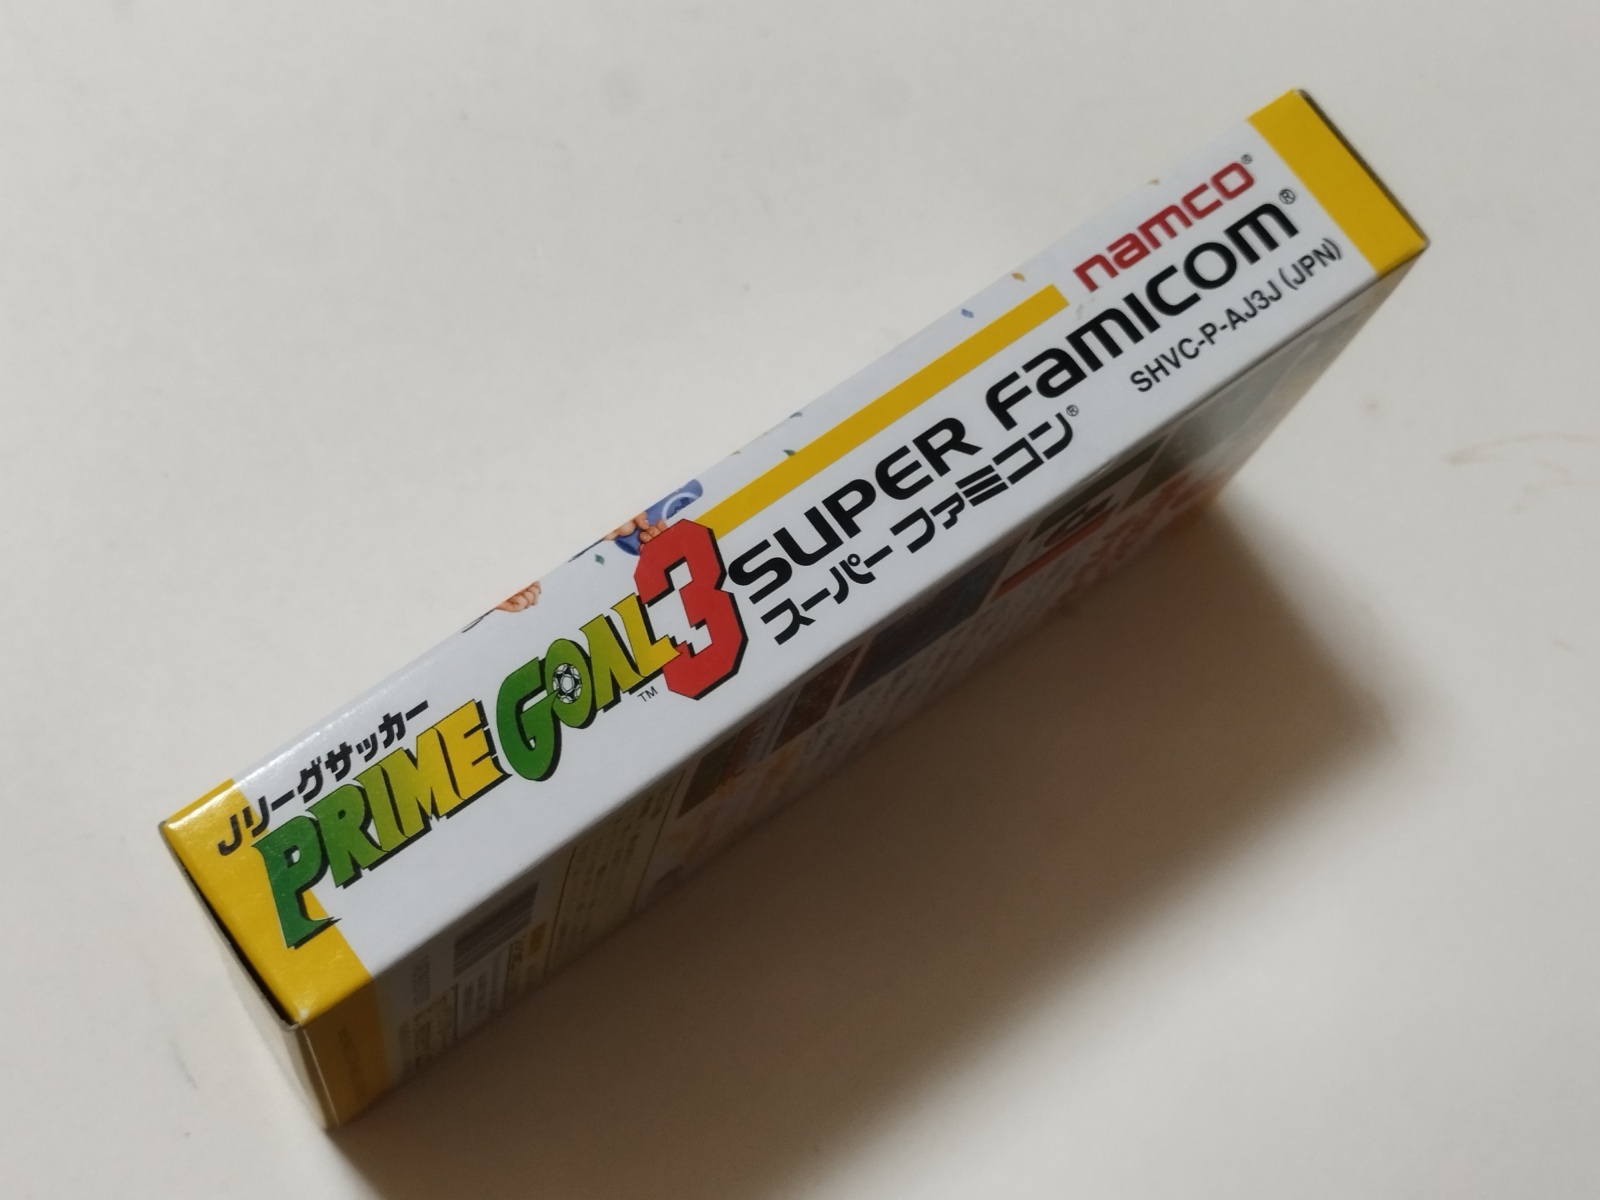 Jリーグサッカー
PRIME GOAL 3
TM
namco®
SUPER FAMICOM®
スーパーファミコン®
SHVC-P-AJ3J (JPN)